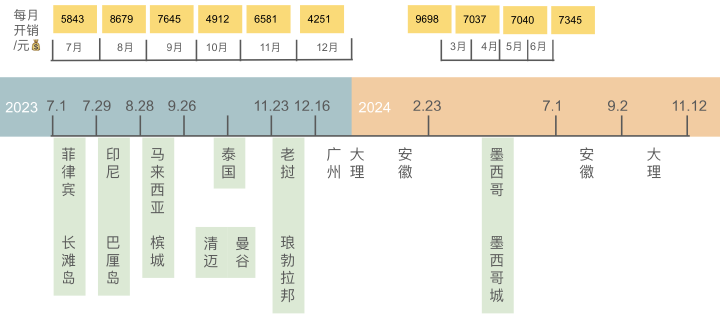 每月
开销
/元💰
5843 8679 7645 4912 6581 4251 9698 7037 7040 7345
7月 8月 9月 10月 11月 12月 3月 4月 5月 6月
2023 7.1 7.29 8.28 9.26 11.23 12.16 2024 2.23 7.1 9.2 11.12
菲律宾
印尼
马来西亚
泰国
老挝
广州
大理
安徽
墨西哥
安徽
大理
长滩岛
巴厘岛
槟城
清迈
曼谷
琅勃拉邦
墨西哥城